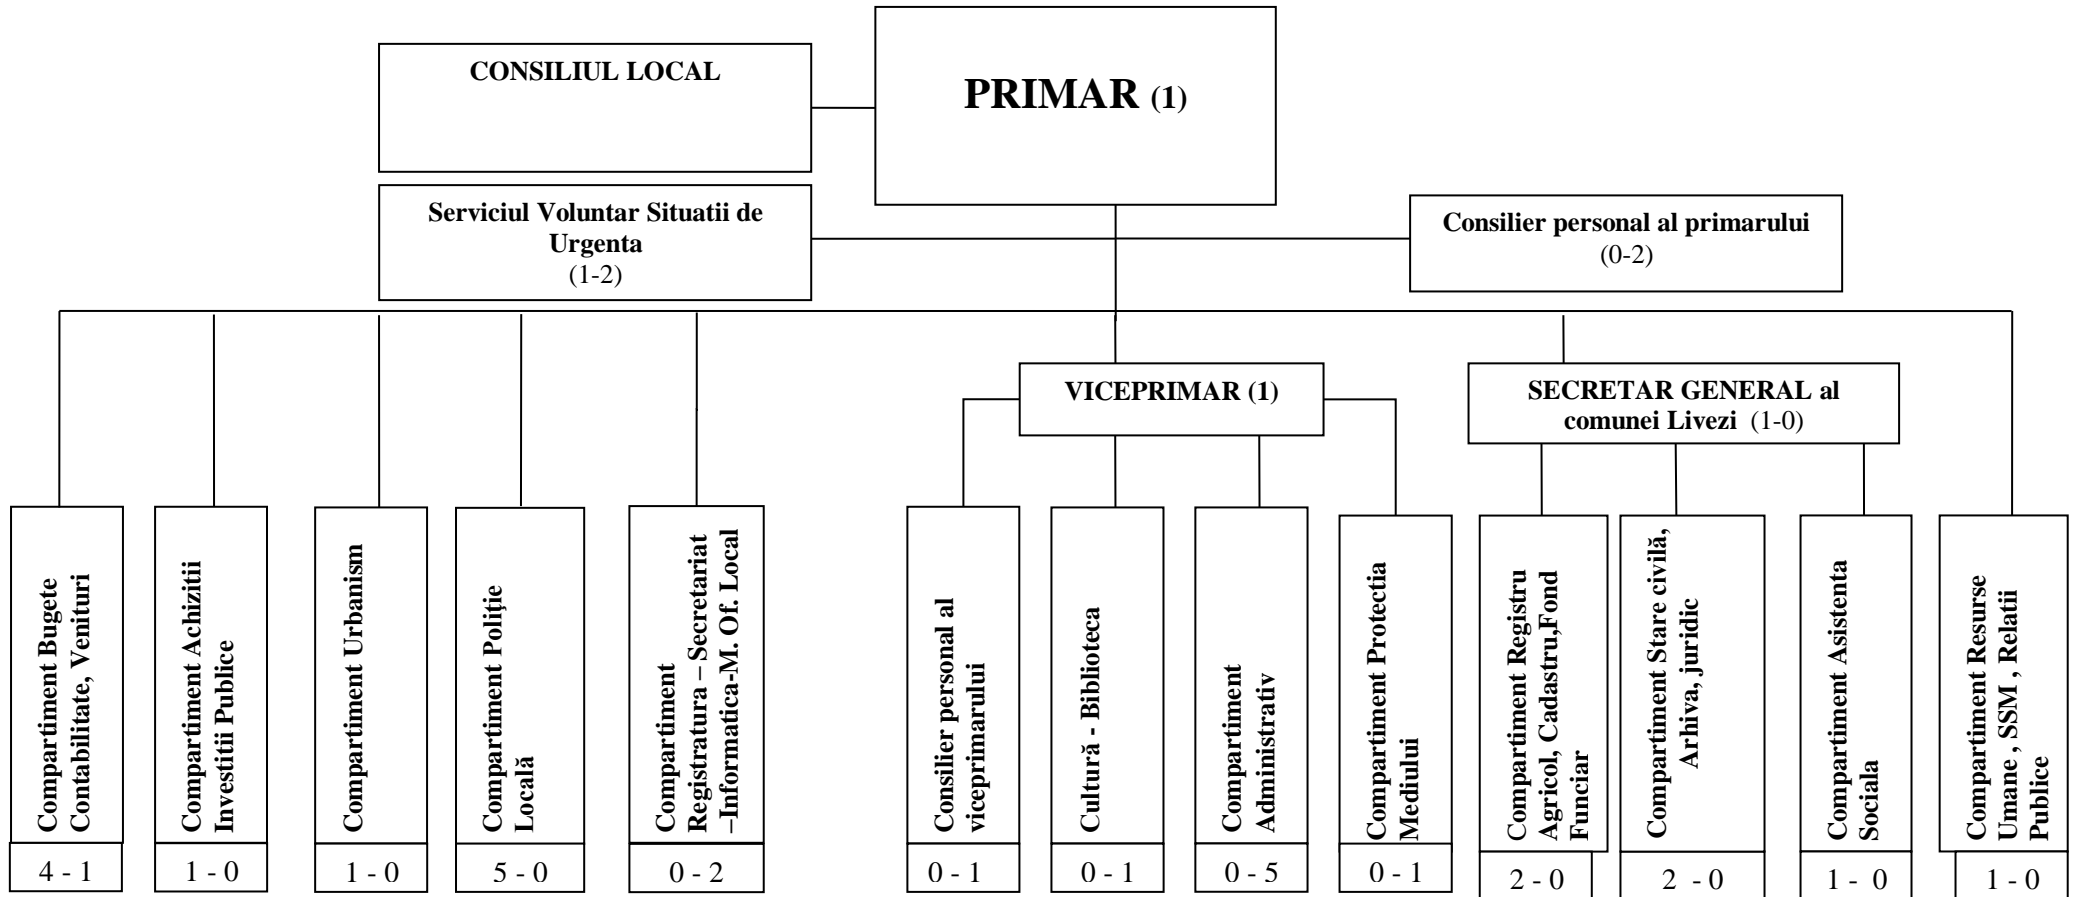 CONSILIUL LOCAL
PRIMAR (1)
Serviciul Voluntar Situatii de
Urgenta
(1-2)
Consilier personal al primarului
(0-2)
VICEPRIMAR (1)
SECRETAR GENERAL al
comunei Livezi (1-0)
Compartiment Bugete
Contabilitate, Venituri
4 - 1
Compartiment Achizitii
Investitii Publice
1 - 0
Compartiment Urbanism
1 - 0
Compartiment Poliţie
Locală
5 - 0
Compartiment
Registratura – Secretariat
–Informatica-M. Of. Local
0 - 2
Consilier personal al
viceprimarului
0 - 1
Cultură - Biblioteca
0 - 1
Compartiment
Administrativ
0 - 5
Compartiment Protectia
Mediului
0 - 1
Compartiment Registru
Agricol, Cadastru,Fond
Funciar
2 - 0
Compartiment Stare civilă,
Arhiva, juridic
2 - 0
Compartiment Asistenta
Sociala
1 - 0
Compartiment Resurse
Umane , SSM , Relatii
Publice
1 - 0